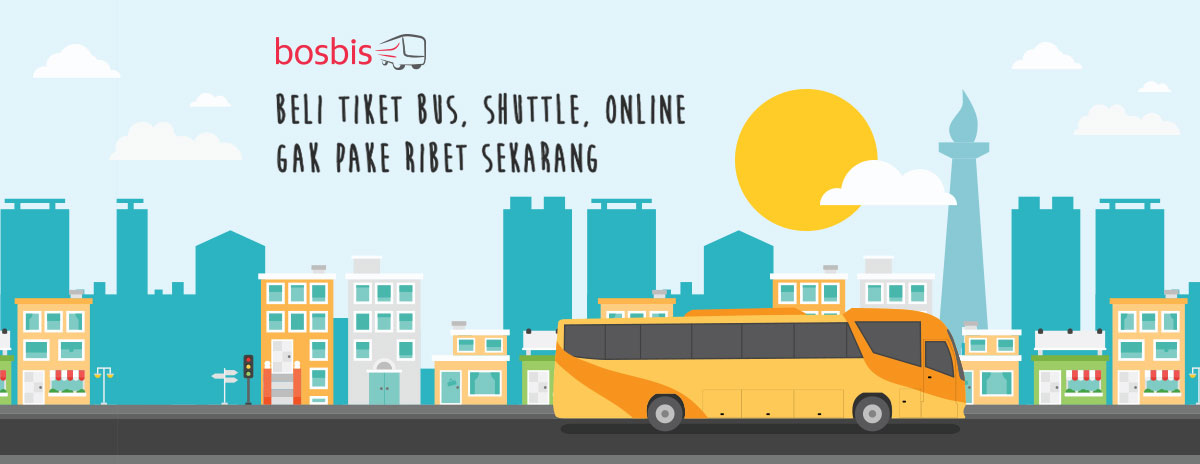 bosbis
BELI TIKET BUS, SHUTTLE, ONLINE
GAK PAKE RIBET SEKARANG